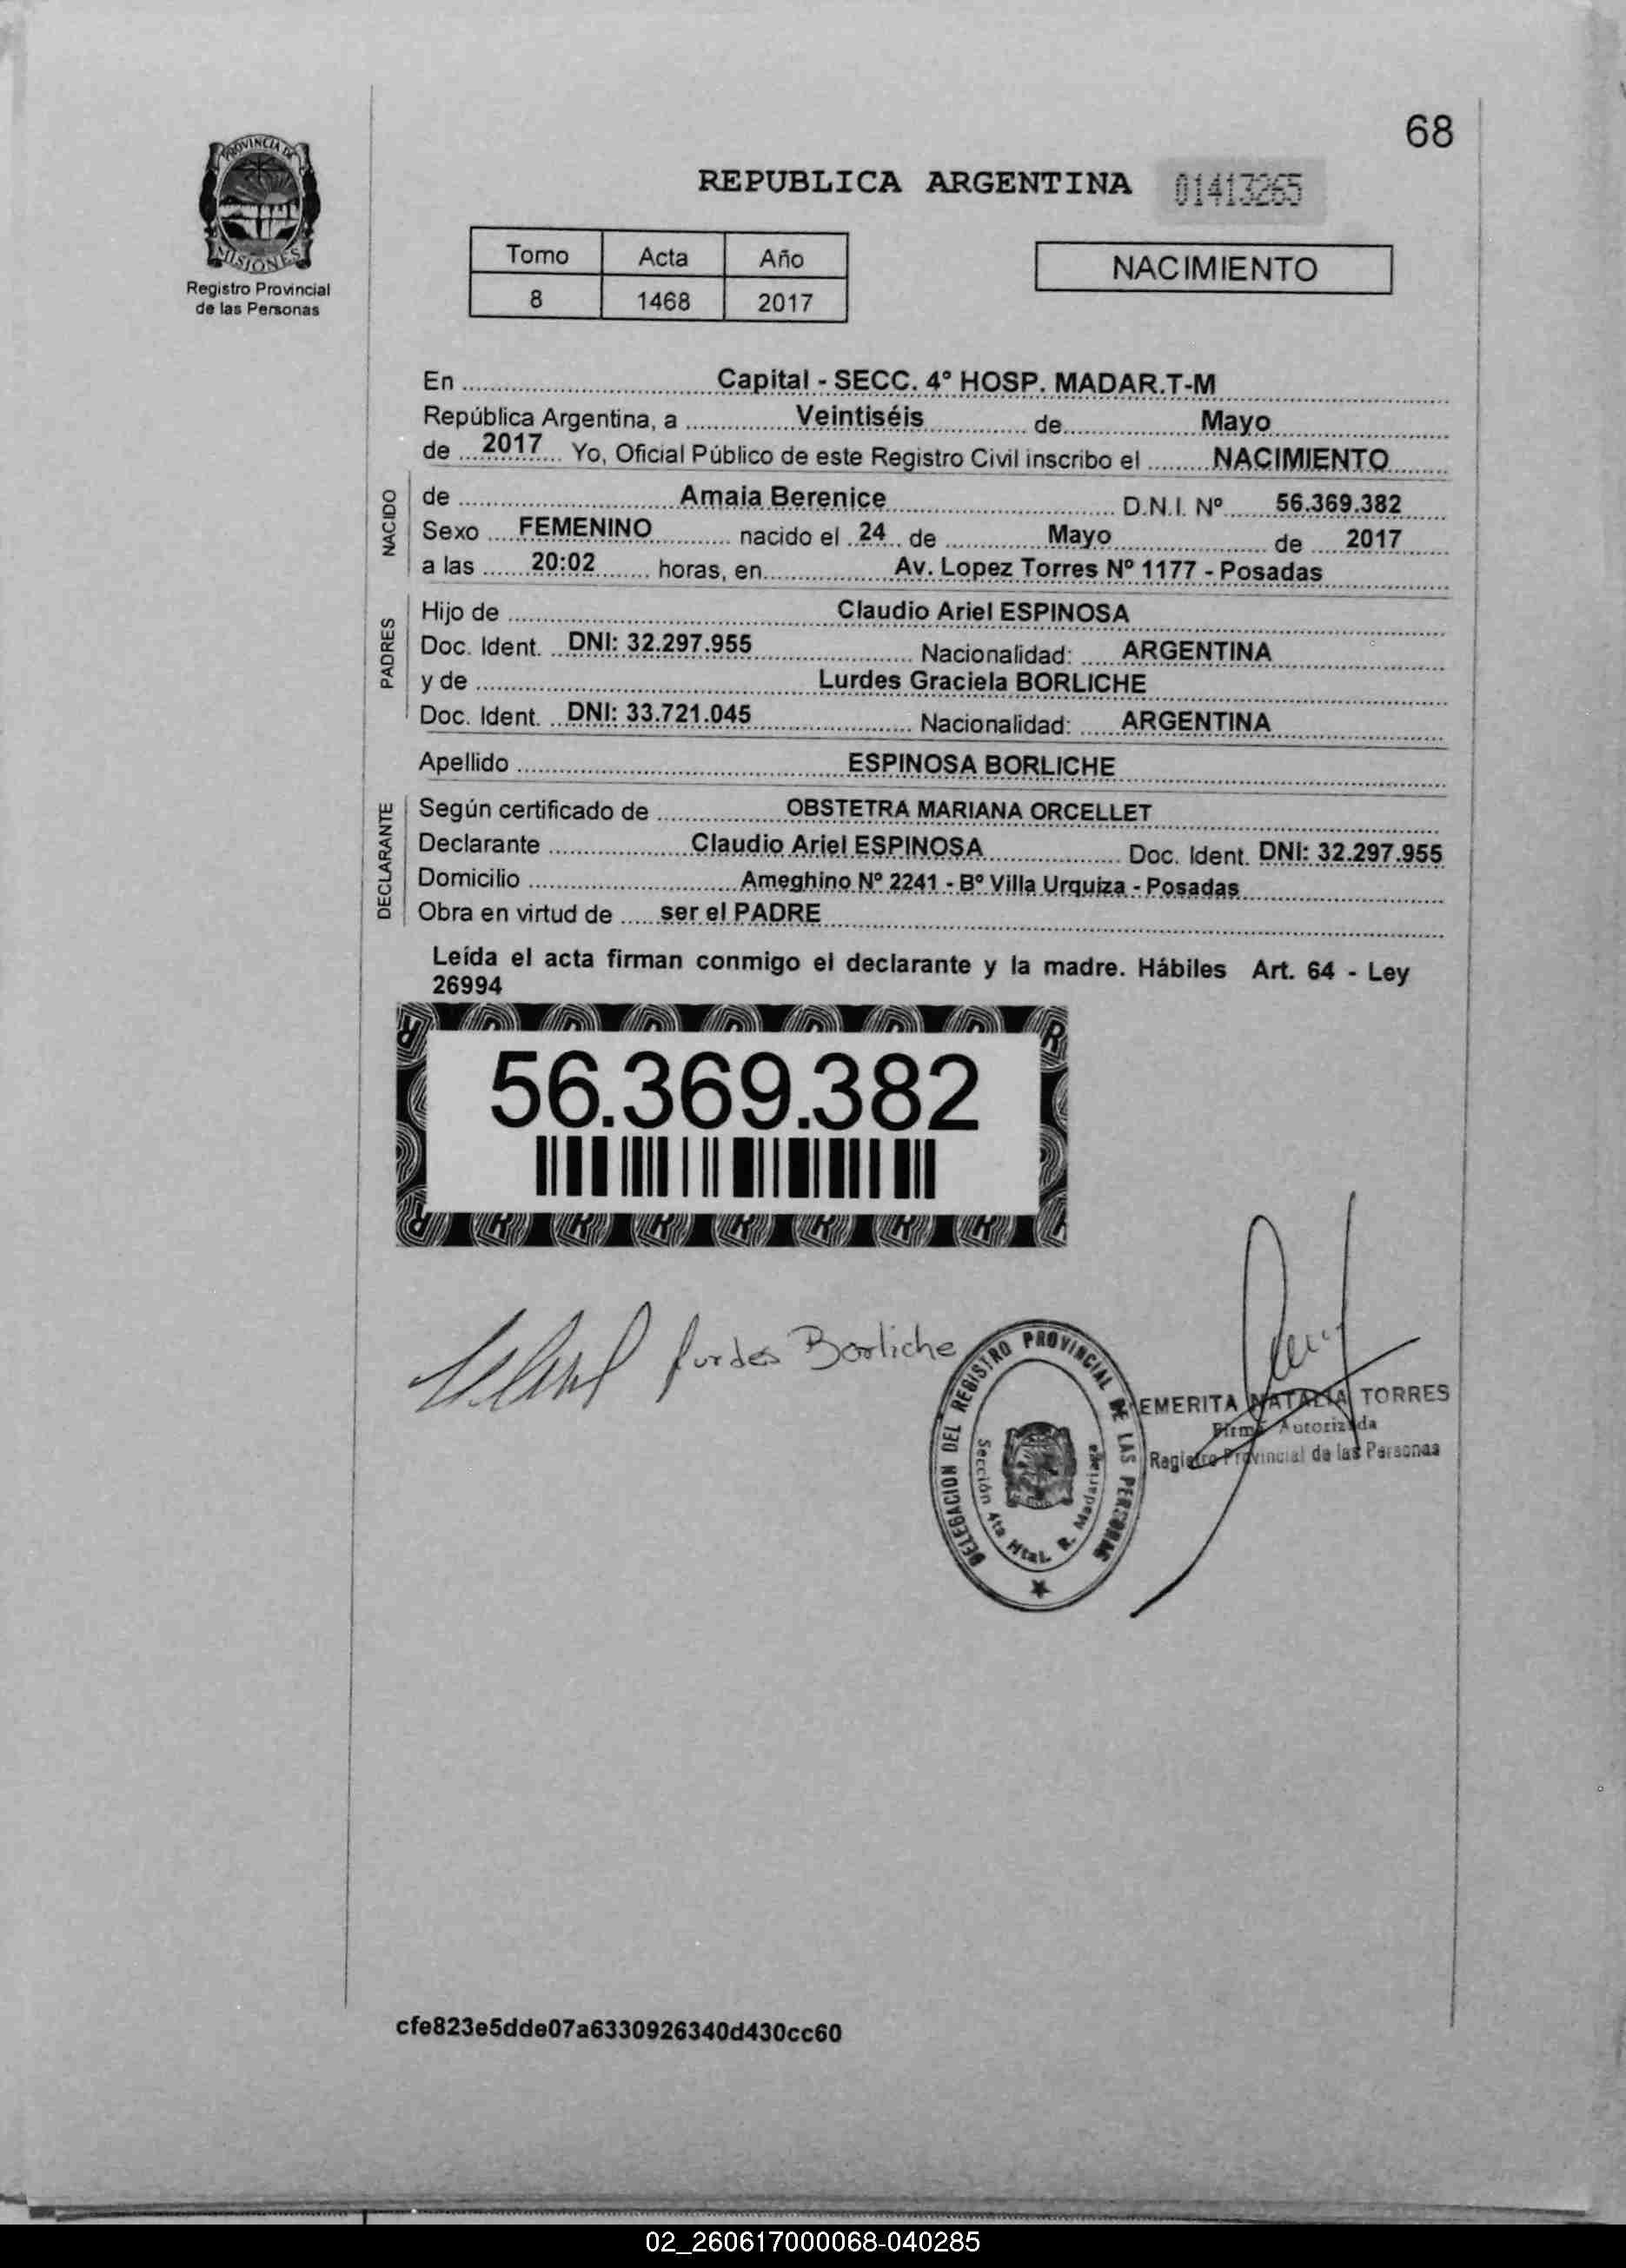 68
PROVINCIA DE
MISIONES
Registro Provincial
de las Personas
REPUBLICA ARGENTINA 01413265
Tomo Acta Año
8 1468 2017
NACIMIENTO
En Capital - SECC. 4º HOSP. MADAR.T-M
República Argentina, a Veintiséis de Mayo
de 2017 Yo, Oficial Público de este Registro Civil inscribo el NACIMIENTO
NACIDO
de Amaia Berenice D.N.I. Nº 56.369.382
Sexo FEMENINO nacido el 24 de Mayo de 2017
a las 20:02 horas, en Av. Lopez Torres Nº 1177 - Posadas
PADRES
Hijo de Claudio Ariel ESPINOSA
Doc. Ident. DNI: 32.297.955 Nacionalidad: ARGENTINA
y de Lurdes Graciela BORLICHE
Doc. Ident. DNI: 33.721.045 Nacionalidad: ARGENTINA
Apellido ESPINOSA BORLICHE
DECLARANTE
Según certificado de OBSTETRA MARIANA ORCELLET
Declarante Claudio Ariel ESPINOSA Doc. Ident. DNI: 32.297.955
Domicilio Ameghino Nº 2241 - Bº Villa Urquiza - Posadas
Obra en virtud de ser el PADRE
Leída el acta firman conmigo el declarante y la madre. Hábiles Art. 64 - Ley
26994
56.369.382
Lurdes Borliche
DELEGACION DEL REGISTRO PROVINCIAL DE LAS PERSONAS
Sección 4ta Htal. R. Madariaga
EMERITA NATALIA TORRES
Firma Autorizada
Registro Provincial de las Personas
cfe823e5dde07a6330926340d430cc60
02_260617000068-040285